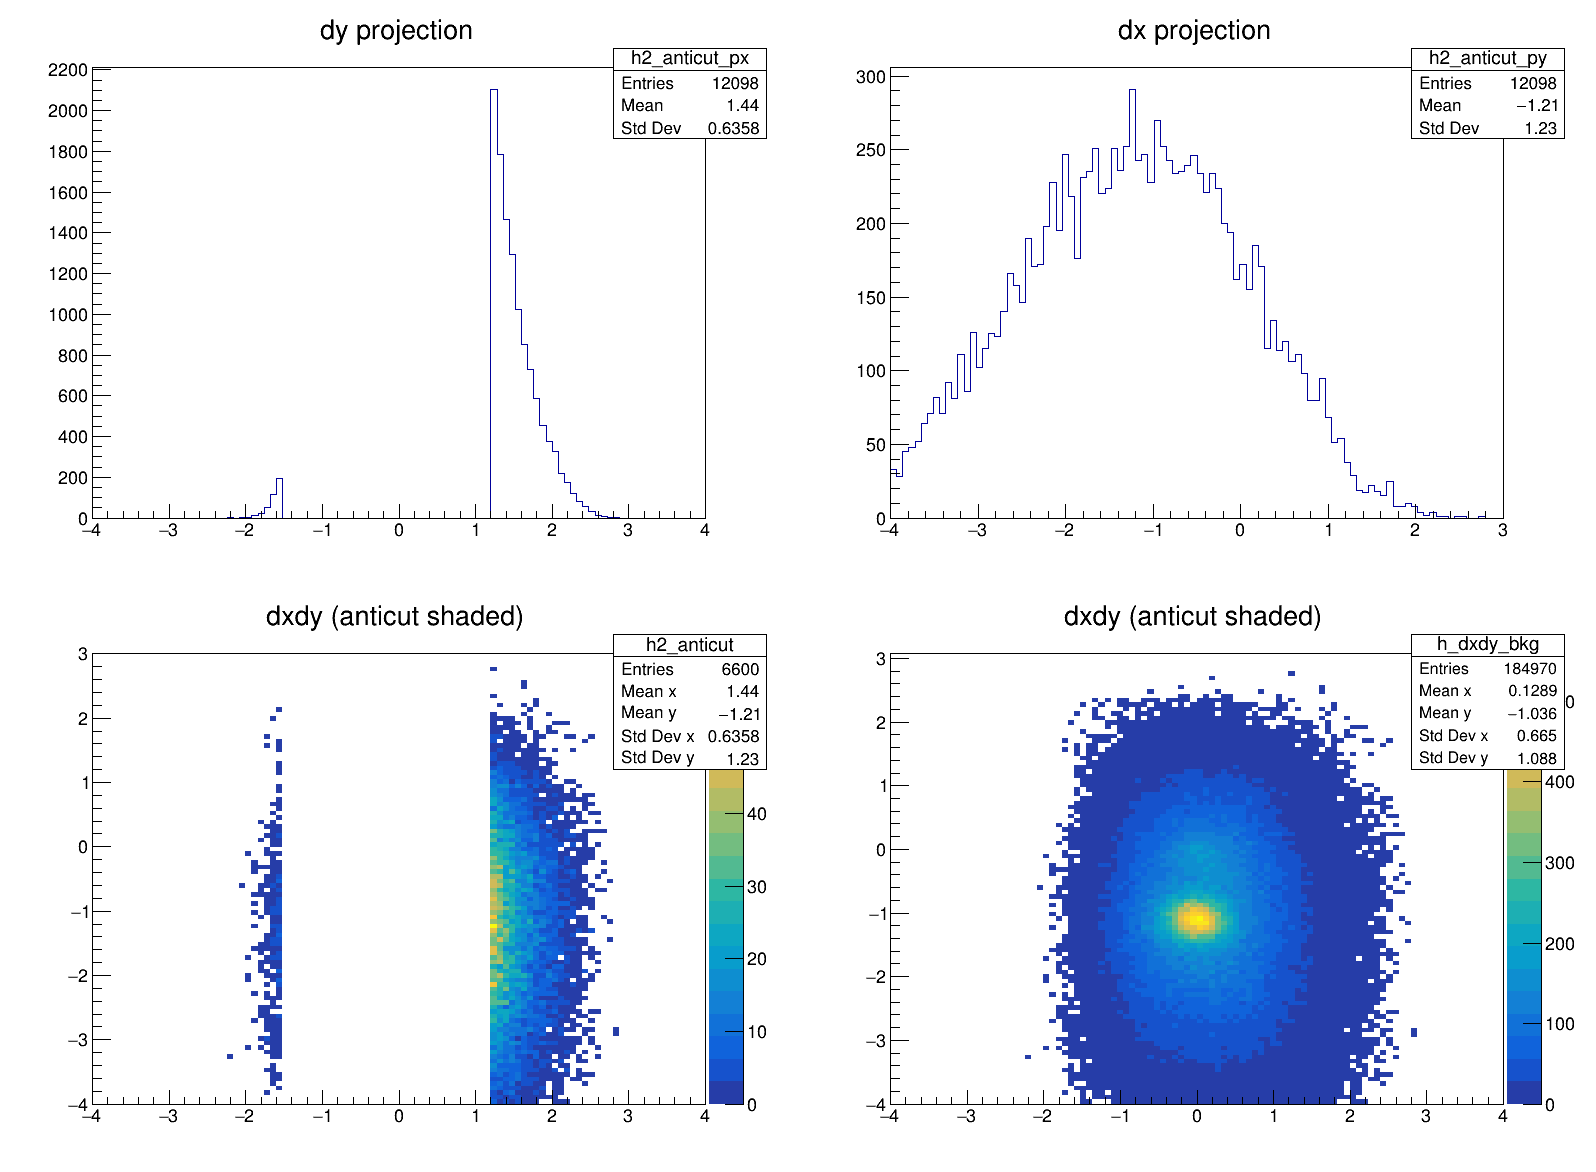 dy projection
h2_anticut_px
Entries 12098
Mean 1.44
Std Dev 0.6358
2200
2000
1800
1600
1400
1200
1000
800
600
400
200
0
−4 −3 −2 −1 0 1 2 3 4
dx projection
h2_anticut_py
Entries 12098
Mean −1.21
Std Dev 1.23
300
250
200
150
100
50
0
−4 −3 −2 −1 0 1 2 3
dxdy (anticut shaded)
h2_anticut
Entries 6600
Mean x 1.44
Mean y −1.21
Std Dev x 0.6358
Std Dev y 1.23
3
2
1
0
−1
−2
−3
−4
−4 −3 −2 −1 0 1 2 3 4
40
30
20
10
0
dxdy (anticut shaded)
h_dxdy_bkg
Entries 184970
Mean x 0.1289
Mean y −1.036
Std Dev x 0.665
Std Dev y 1.088
3
2
1
0
−1
−2
−3
−4
−4 −3 −2 −1 0 1 2 3 4
0
400
300
200
100
0